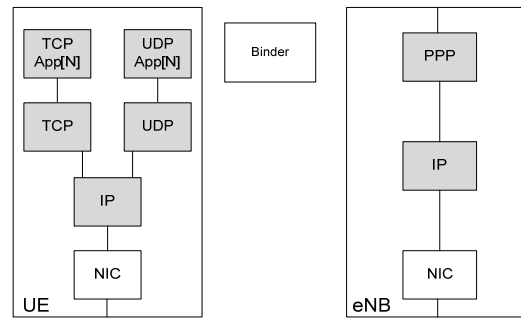 TCP
App[N]
UDP
App[N]
TCP
UDP
IP
NIC
UE
Binder
PPP
IP
NIC
eNB